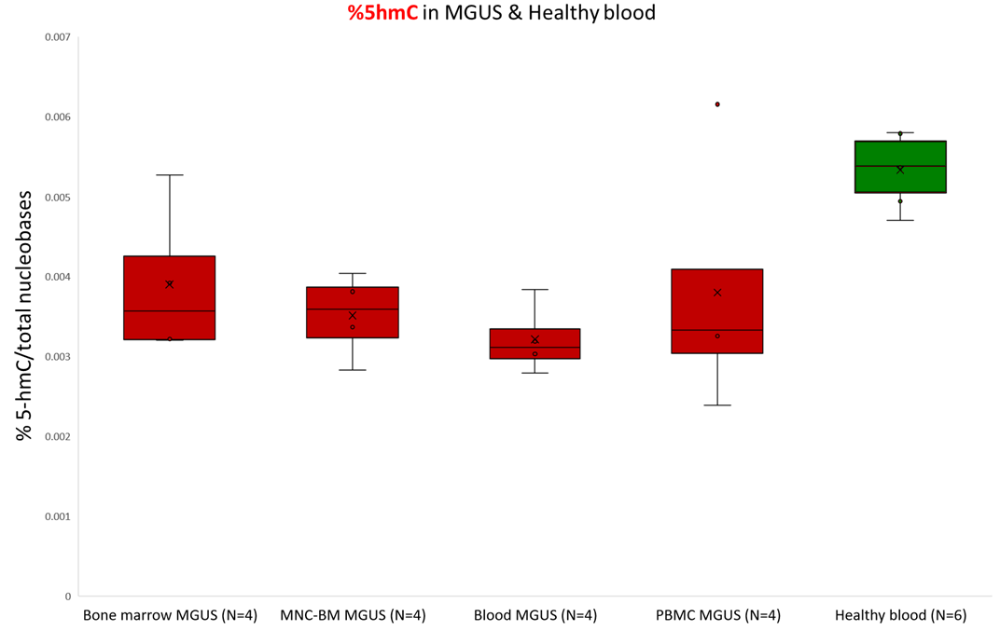 %5hmC in MGUS & Healthy blood
0.007
0.006
0.005
0.004
0.003
0.002
0.001
0
% 5-hmC/total nucleobases
Bone marrow MGUS (N=4)
MNC-BM MGUS (N=4)
Blood MGUS (N=4)
PBMC MGUS (N=4)
Healthy blood (N=6)